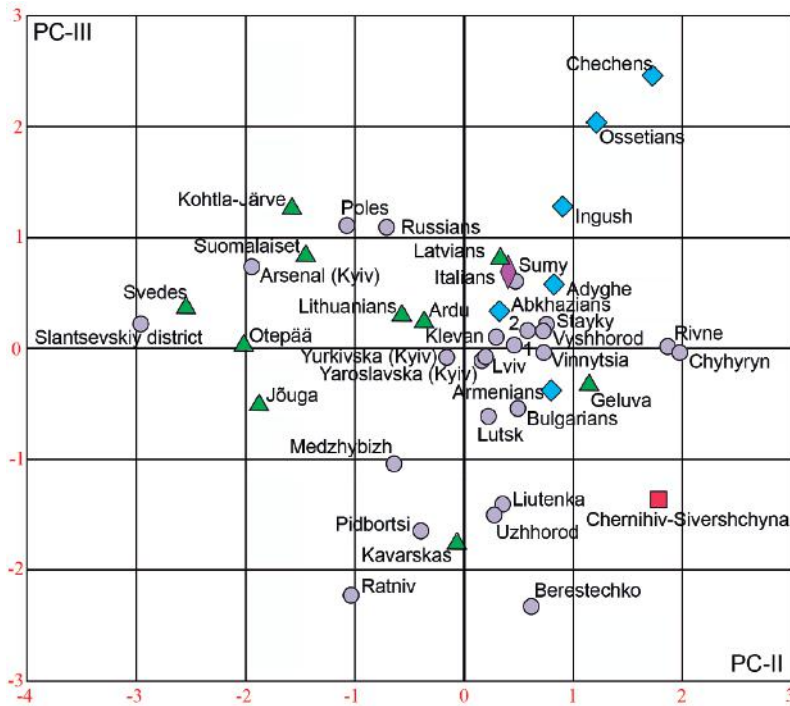 3
PC-III
Chechens
2
Ossetians
Kohtla-Järve
Poles
Ingush
Russians
1
Suomalaiset
Latvians
Sumy
Arsenal (Kyiv)
Italians
Adyghe
Svedes
Lithuanians
Ardu
Abkhazians
2
Stayky
Slantsevskiy district
Otepää
Klevan
Vyshhorod
Rivne
0
Yurkivska (Kyiv)
1
Lviv
Vinnytsia
Chyhyryn
Yaroslavska (Kyiv)
Jõuga
Armenians
Geluva
Bulgarians
Lutsk
Medzhybizh
-1
Liutenka
Chernihiv-Sivershchyna
Pidbortsi
Uzhhorod
Kavarskas
-2
Ratniv
Berestechko
PC-II
-3
-4 -3 -2 -1 0 1 2 3